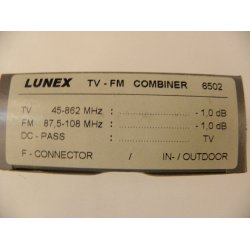 LUNEX TV - FM COMBINER 6502
TV 45-862 MHz : - 1,0 dB
FM 87,5-108 MHz : - 1,0 dB
DC - PASS : TV
F - CONNECTOR / IN- / OUTDOOR